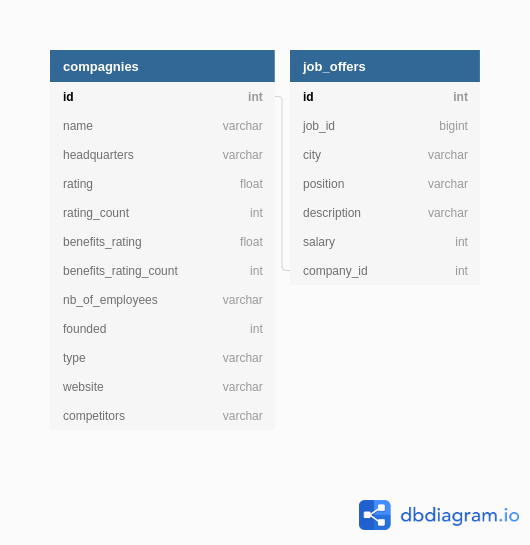 compagnies
id int
name varchar
headquarters varchar
rating float
rating_count int
benefits_rating float
benefits_rating_count int
nb_of_employees varchar
founded int
type varchar
website varchar
competitors varchar
job_offers
id int
job_id bigint
city varchar
position varchar
description varchar
salary int
company_id int
dbdiagram.io